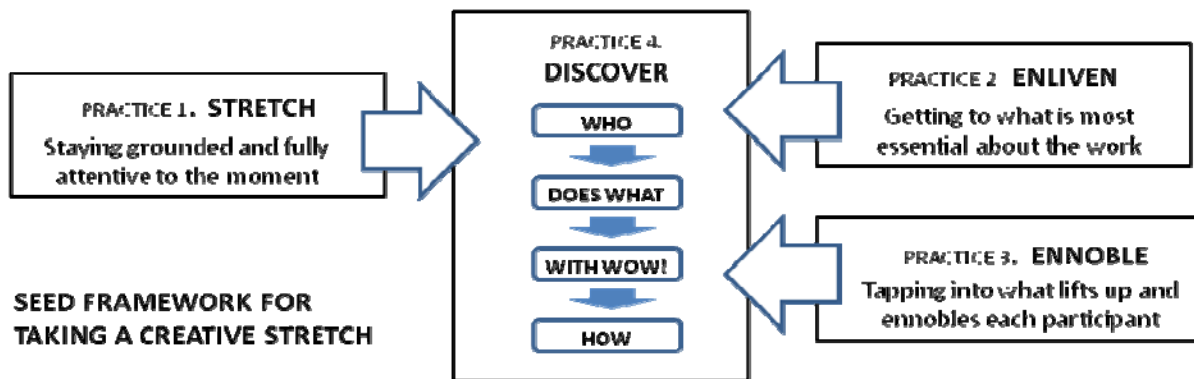 PRACTICE 1. STRETCH
Staying grounded and fully
attentive to the moment
PRACTICE 4.
DISCOVER
WHO
DOES WHAT
WITH WOW!
HOW
PRACTICE 2 ENLIVEN
Getting to what is most
essential about the work
PRACTICE 3. ENNOBLE
Tapping into what lifts up and
ennobles each participant
SEED FRAMEWORK FOR
TAKING A CREATIVE STRETCH